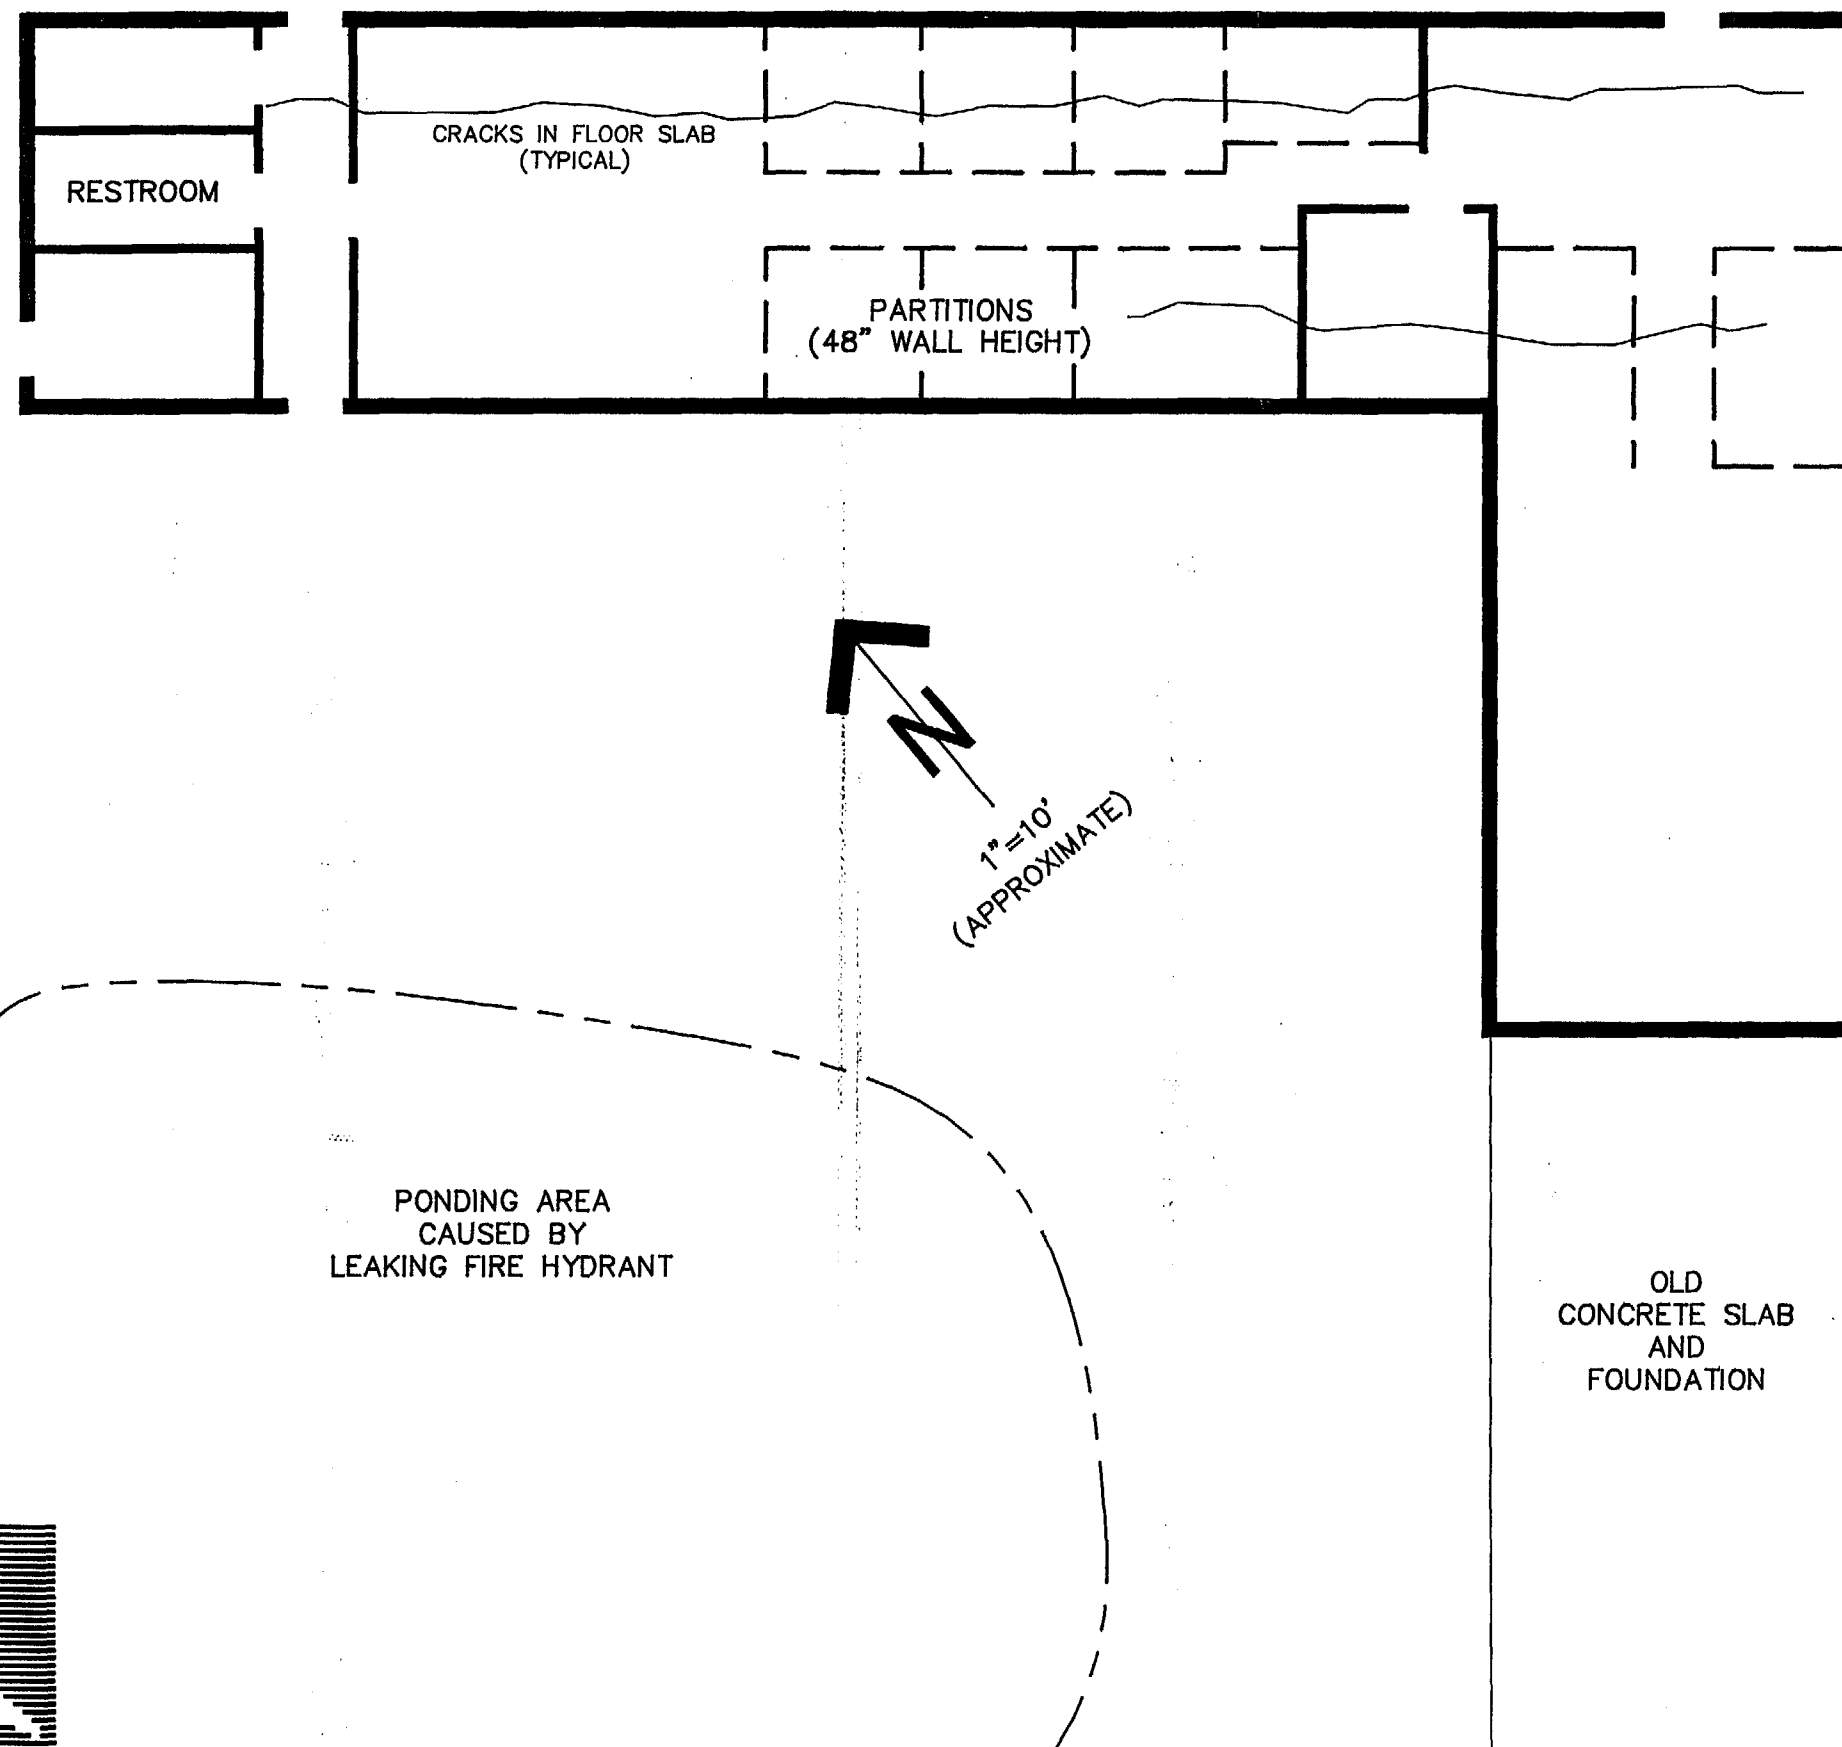 CRACKS IN FLOOR SLAB
(TYPICAL)
RESTROOM
PARTITIONS
(48" WALL HEIGHT)
N
1"=10'
(APPROXIMATE)
PONDING AREA
CAUSED BY
LEAKING FIRE HYDRANT
OLD
CONCRETE SLAB
AND
FOUNDATION